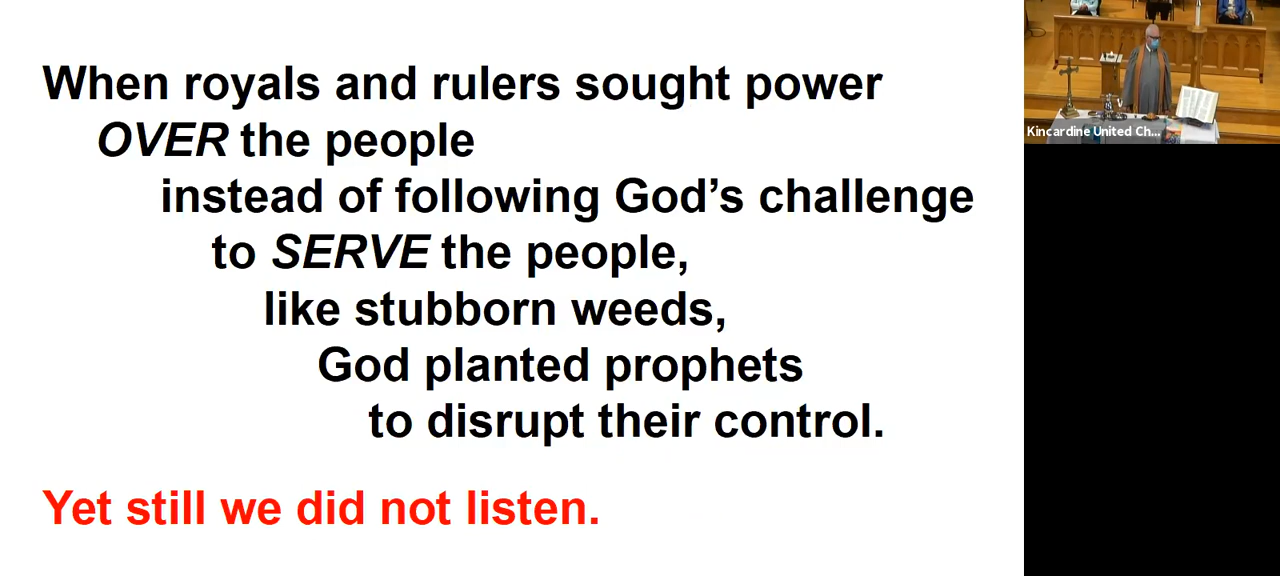 When royals and rulers sought power
OVER the people
instead of following God’s challenge
to SERVE the people,
like stubborn weeds,
God planted prophets
to disrupt their control.
Yet still we did not listen.
Kincardine United Ch...